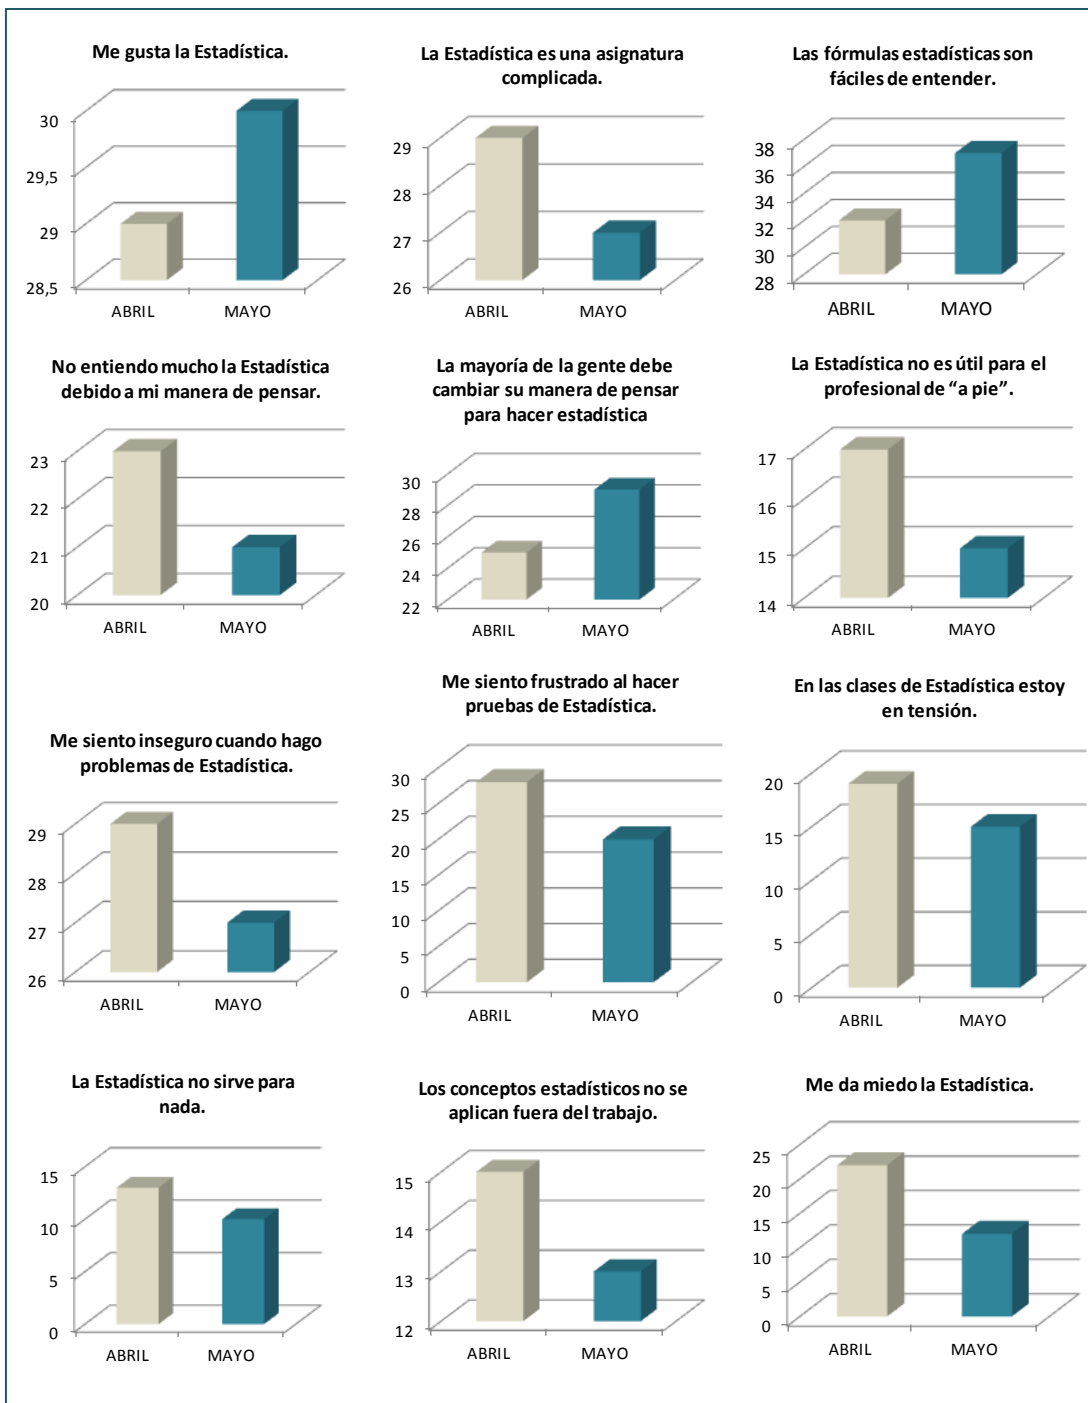 Me gusta la Estadística.
30
29,5
29
28,5
ABRIL MAYO
La Estadística es una asignatura
complicada.
29
28
27
26
ABRIL MAYO
Las fórmulas estadísticas son
fáciles de entender.
38
36
34
32
30
28
ABRIL MAYO
No entiendo mucho la Estadística
debido a mi manera de pensar.
23
22
21
20
ABRIL MAYO
La mayoría de la gente debe
cambiar su manera de pensar
para hacer estadística
30
28
26
24
22
ABRIL MAYO
La Estadística no es útil para el
profesional de “a pie”.
17
16
15
14
ABRIL MAYO
Me siento inseguro cuando hago
problemas de Estadística.
29
28
27
26
ABRIL MAYO
Me siento frustrado al hacer
pruebas de Estadística.
30
25
20
15
10
5
0
ABRIL MAYO
En las clases de Estadística estoy
en tensión.
20
15
10
5
0
ABRIL MAYO
La Estadística no sirve para
nada.
15
10
5
0
ABRIL MAYO
Los conceptos estadísticos no se
aplican fuera del trabajo.
15
14
13
12
ABRIL MAYO
Me da miedo la Estadística.
25
20
15
10
5
0
ABRIL MAYO